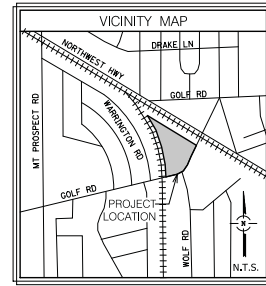 VICINITY MAP
DRAKE LN
NORTHWEST HWY
GOLF RD
MT PROSPECT RD
WARRINGTON RD
GOLF RD
PROJECT
LOCATION
WOLF RD
N
N.T.S.